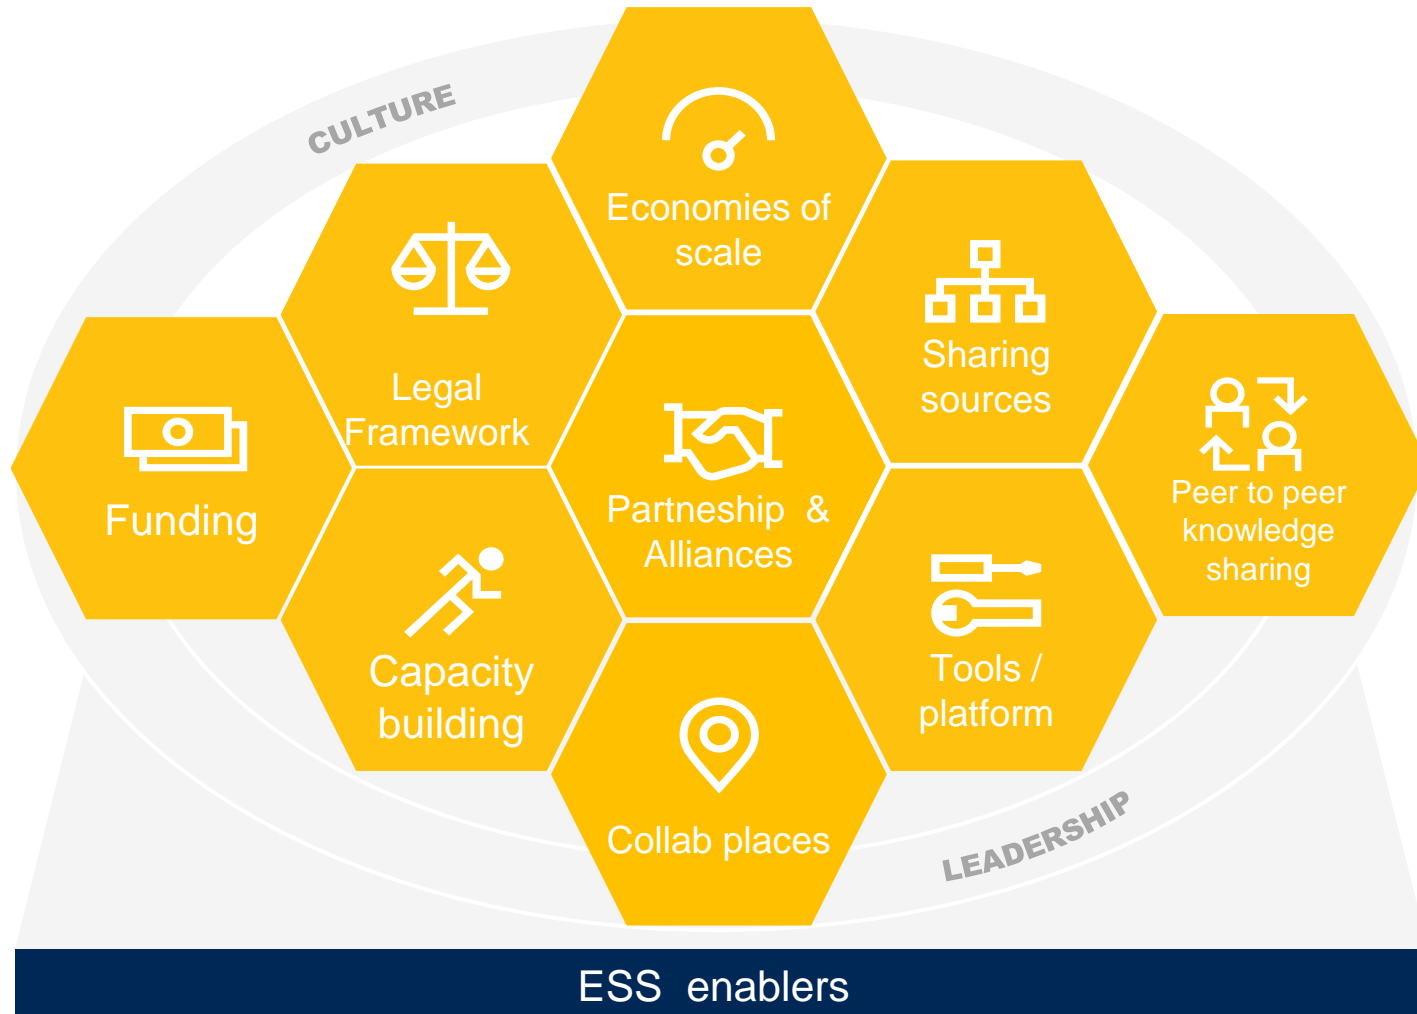 CULTURE
Economies of
scale
Legal
Framework
Sharing
sources
Funding
Partneship & 
Alliances
Peer to peer
knowledge
sharing
Capacity
building
Tools /
platform
Collab places
LEADERSHIP
ESS enablers